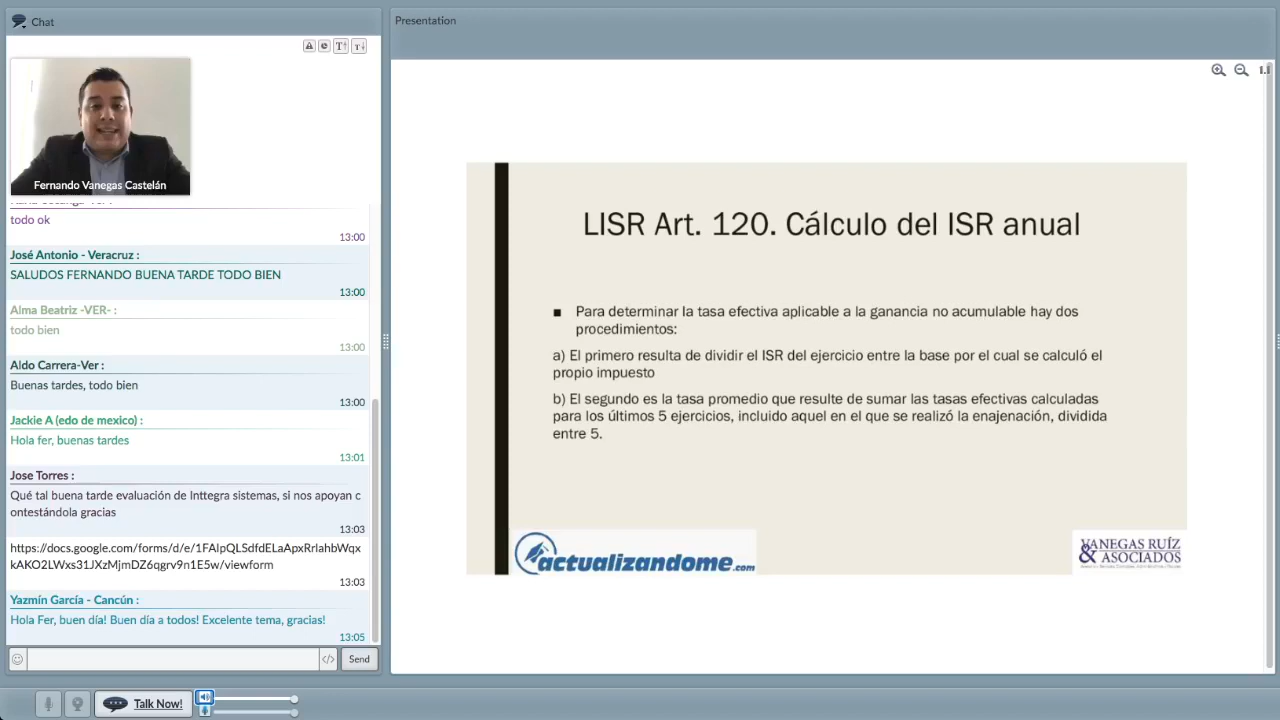 Chat
Presentation
Fernando Vanegas Castelán
todo ok
13:00
José Antonio - Veracruz :
SALUDOS FERNANDO BUENA TARDE TODO BIEN
13:00
Alma Beatriz -VER- :
todo bien
13:00
Aldo Carrera-Ver :
Buenas tardes, todo bien
13:00
Jackie A (edo de mexico) :
Hola fer, buenas tardes
13:01
Jose Torres :
Qué tal buena tarde evaluación de Inttegra sistemas, si nos apoyan c
ontestándola gracias
13:03
https://docs.google.com/forms/d/e/1FAIpQLSdfdELaApxRrlahbWqx
kAKO2LWxs31JXzMjmDZ6qgrv9n1E5w/viewform
13:03
Yazmín García - Cancún :
Hola Fer, buen día! Buen día a todos! Excelente tema, gracias!
13:05
Send
Talk Now!
LISR Art. 120. Cálculo del ISR anual
■ Para determinar la tasa efectiva aplicable a la ganancia no acumulable hay dos
procedimientos:
a) El primero resulta de dividir el ISR del ejercicio entre la base por el cual se calculó el
propio impuesto
b) El segundo es la tasa promedio que resulte de sumar las tasas efectivas calculadas
para los últimos 5 ejercicios, incluido aquel en el que se realizó la enajenación, dividida
entre 5.
actualizandome.com
VANEGAS RUÍZ
& ASOCIADOS